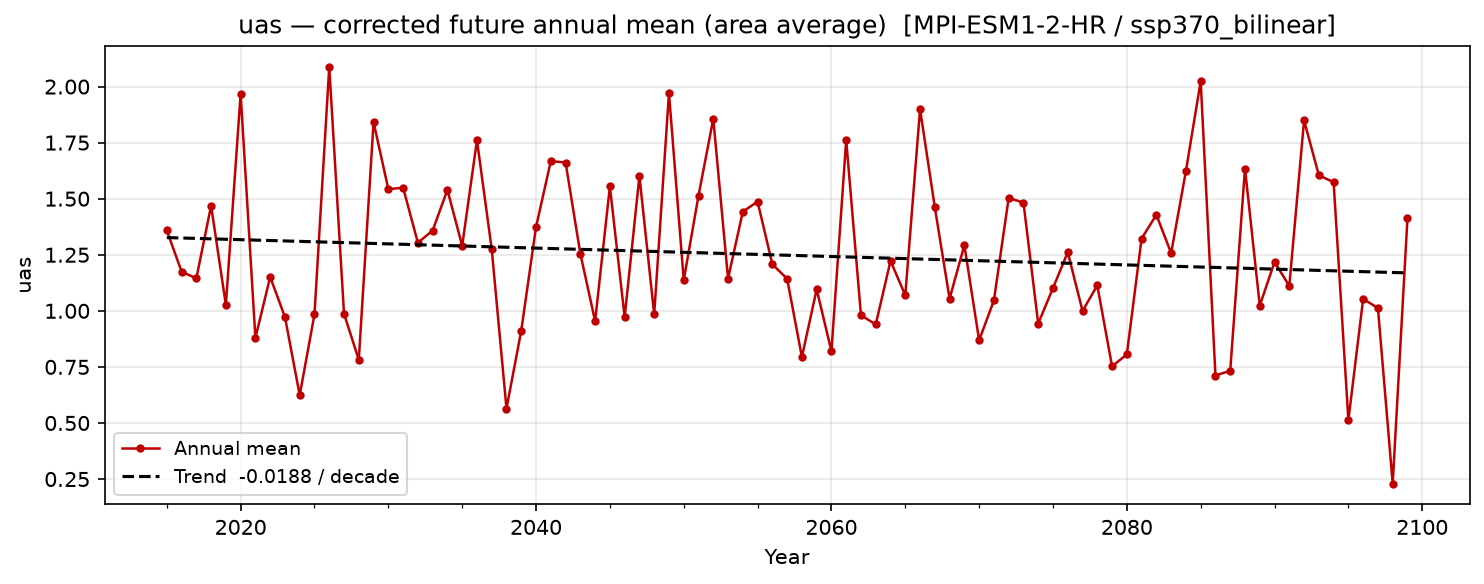 uas — corrected future annual mean (area average)  [MPI-ESM1-2-HR / ssp370_bilinear]
uas
2.00
1.75
1.50
1.25
1.00
0.75
0.50
0.25
Annual mean
Trend  -0.0188 / decade
2020 2040 2060 2080 2100
Year